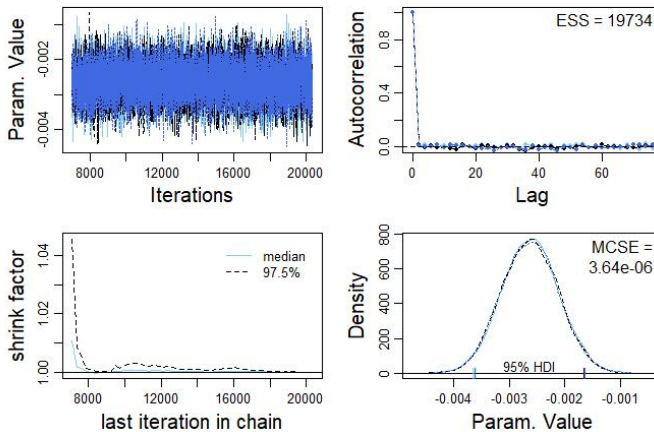 -0.002
-0.004
Param. Value
8000 12000 16000 20000
Iterations
ESS = 19734
0.0 0.4 0.8
Autocorrelation
0 20 40 60
Lag
1.00 1.02 1.04
shrink factor
median
97.5%
8000 12000 16000 20000
last iteration in chain
MCSE =
3.64e-06
0 200 400 600 800
Density
95% HDI
-0.004 -0.003 -0.002 -0.001
Param. Value